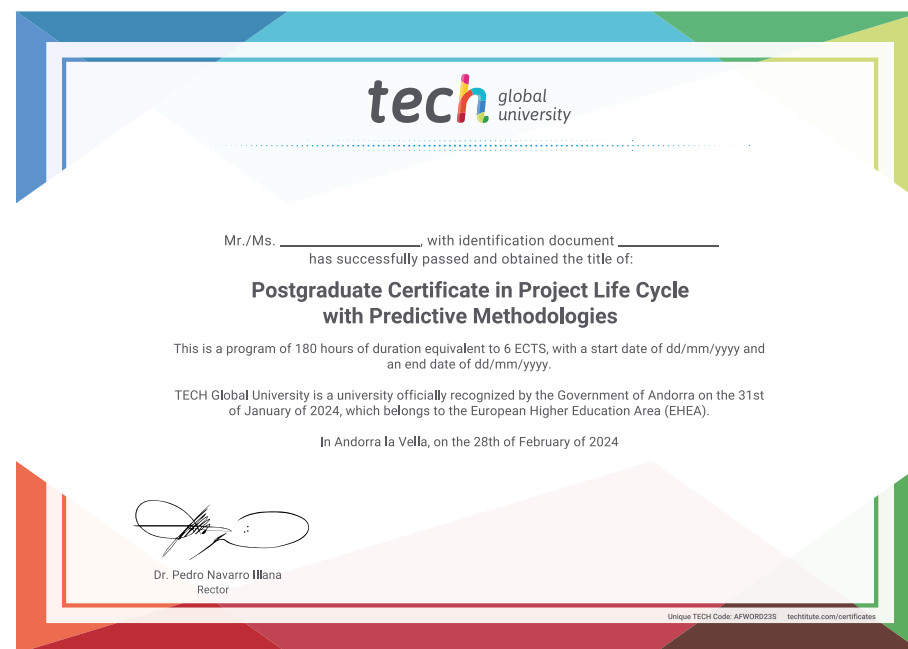 tech global university
Mr./Ms. ____________________, with identification document ______________
has successfully passed and obtained the title of:
Postgraduate Certificate in Project Life Cycle
with Predictive Methodologies
This is a program of 180 hours of duration equivalent to 6 ECTS, with a start date of dd/mm/yyyy and
an end date of dd/mm/yyyy.
TECH Global University is a university officially recognized by the Government of Andorra on the 31st
of January of 2024, which belongs to the European Higher Education Area (EHEA).
In Andorra la Vella, on the 28th of February of 2024
Dr. Pedro Navarro Illana
Rector
Unique TECH Code: AFWORD23S techtitute.com/certificates